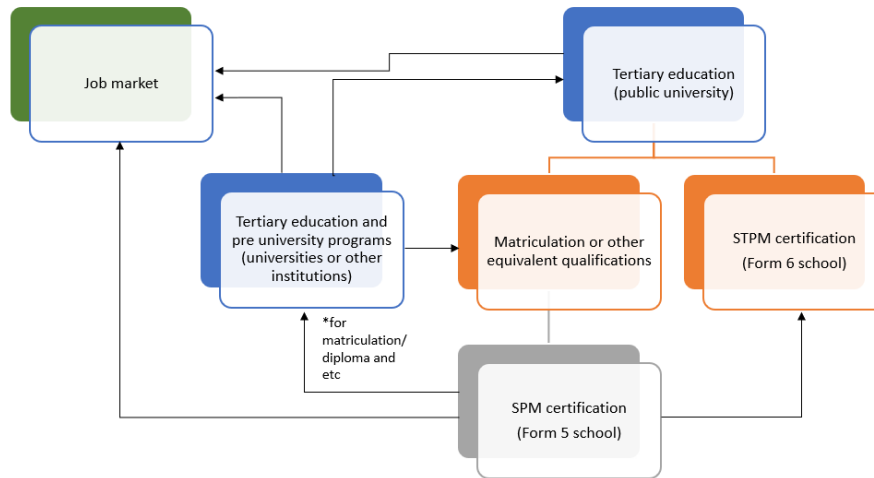 Job market
Tertiary education
(public university)
Tertiary education and
pre university programs
(universities or other
institutions)
Matriculation or other
equivalent qualifications
STPM certification
(Form 6 school)
*for
matriculation/
diploma and
etc
SPM certification
(Form 5 school)